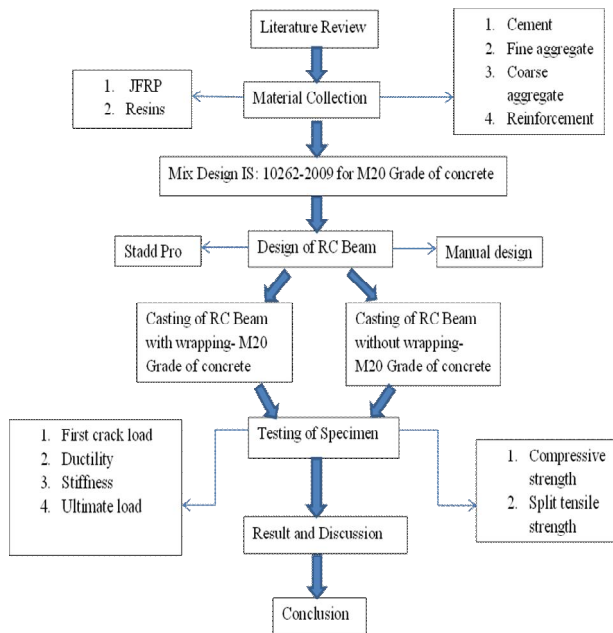 Literature Review
1. JFRP
2. Resins
Material Collection
1. Cement
2. Fine aggregate
3. Coarse
aggregate
4. Reinforcement
Mix Design IS: 10262-2009 for M20 Grade of concrete
Stadd Pro
Design of RC Beam
Manual design
Casting of RC Beam
with wrapping- M20
Grade of concrete
Casting of RC Beam
without wrapping-
M20 Grade of concrete
1. First crack load
2. Ductility
3. Stiffness
4. Ultimate load
Testing of Specimen
1. Compressive
strength
2. Split tensile
strength
Result and Discussion
Conclusion